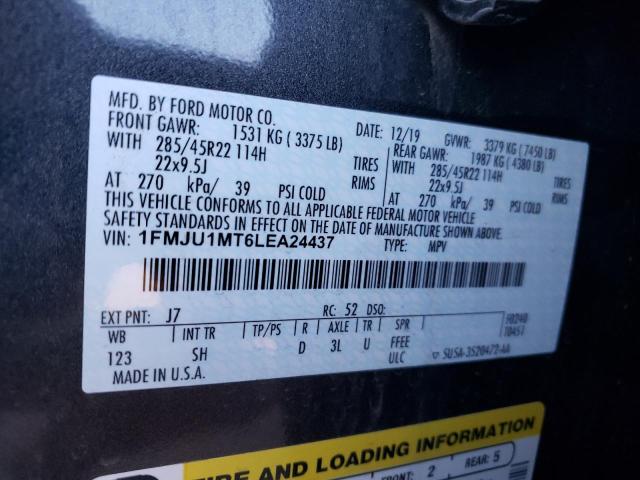 MFD. BY FORD MOTOR CO. DATE: 12/19 GVWR: 3379 KG (7450 LB)
FRONT GAWR: 1531 KG (3375 LB) REAR GAWR: 1987 KG (4380 LB)
WITH 285/45R22 114H TIRES WITH 285/45R22 114H TIRES
22x9.5J RIMS 22x9.5J RIMS
AT 270 kPa/ 39 PSI COLD AT 270 kPa/ 39 PSI COLD
THIS VEHICLE CONFORMS TO ALL APPLICABLE FEDERAL MOTOR VEHICLE
SAFETY STANDARDS IN EFFECT ON THE DATE OF MANUFACTURE SHOWN ABOVE.
VIN: 1FMJU1MT6LEA24437 TYPE: MPV
EXT PNT: J7 RC: 52 DSO:
WB INT TR TP/PS R AXLE TR SPR
123 SH D 3L U FFEE
ULC ▽ SU5A-3520472-AA
MADE IN U.S.A.
TIRE AND LOADING INFORMATION
FRONT: 2 REAR: 5